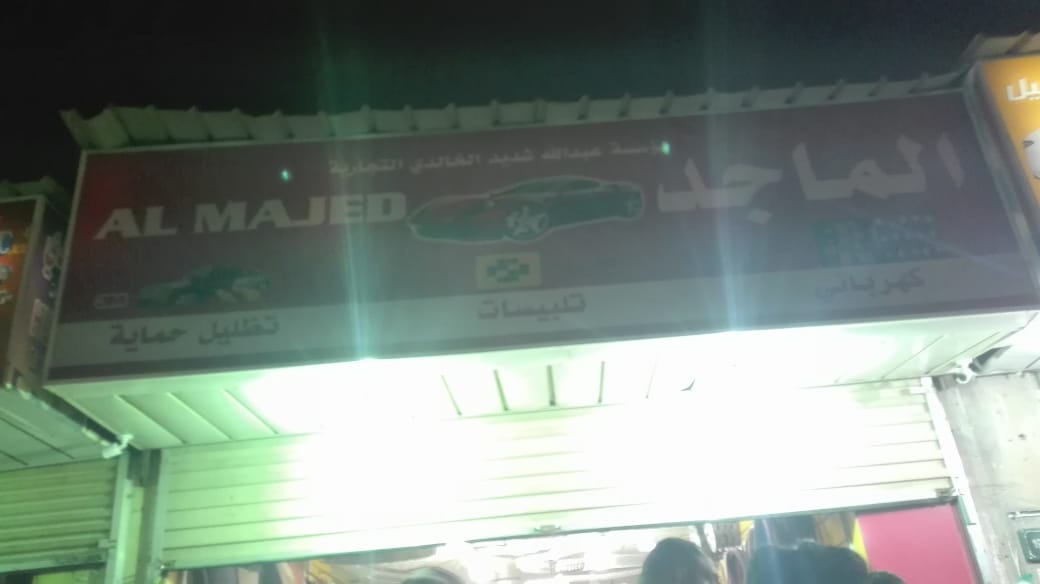 مؤسسة عبدالله شديد الخالدي التجارية
الماجد
AL MAJED
كهربائي
تلبيسات
تظليل حماية